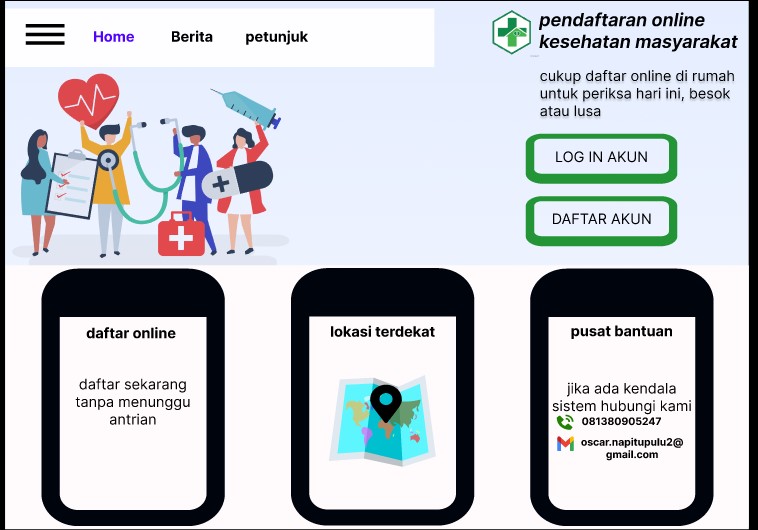 Home
Berita
petunjuk
pendaftaran online
kesehatan masyarakat
cukup daftar online di rumah
untuk periksa hari ini, besok
atau lusa
LOG IN AKUN
DAFTAR AKUN
daftar online
daftar sekarang
tanpa menunggu
antrian
lokasi terdekat
pusat bantuan
jika ada kendala
sistem hubungi kami
081380905247
oscar.napitupulu2@
gmail.com